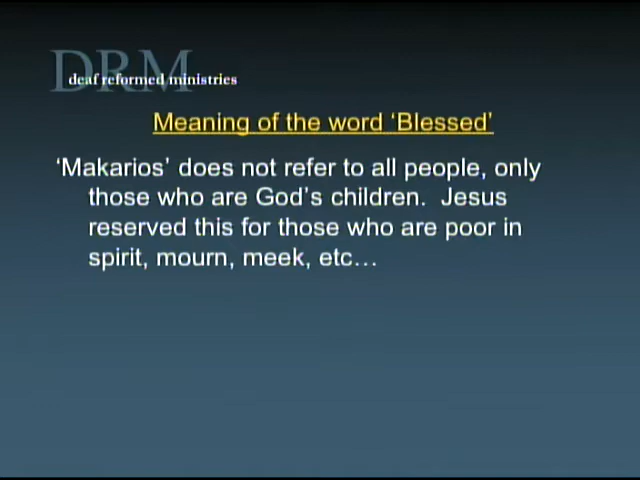 DRM
deaf reformed ministries
Meaning of the word ‘Blessed’
‘Makarios’ does not refer to all people, only
those who are God’s children.  Jesus
reserved this for those who are poor in
spirit, mourn, meek, etc…